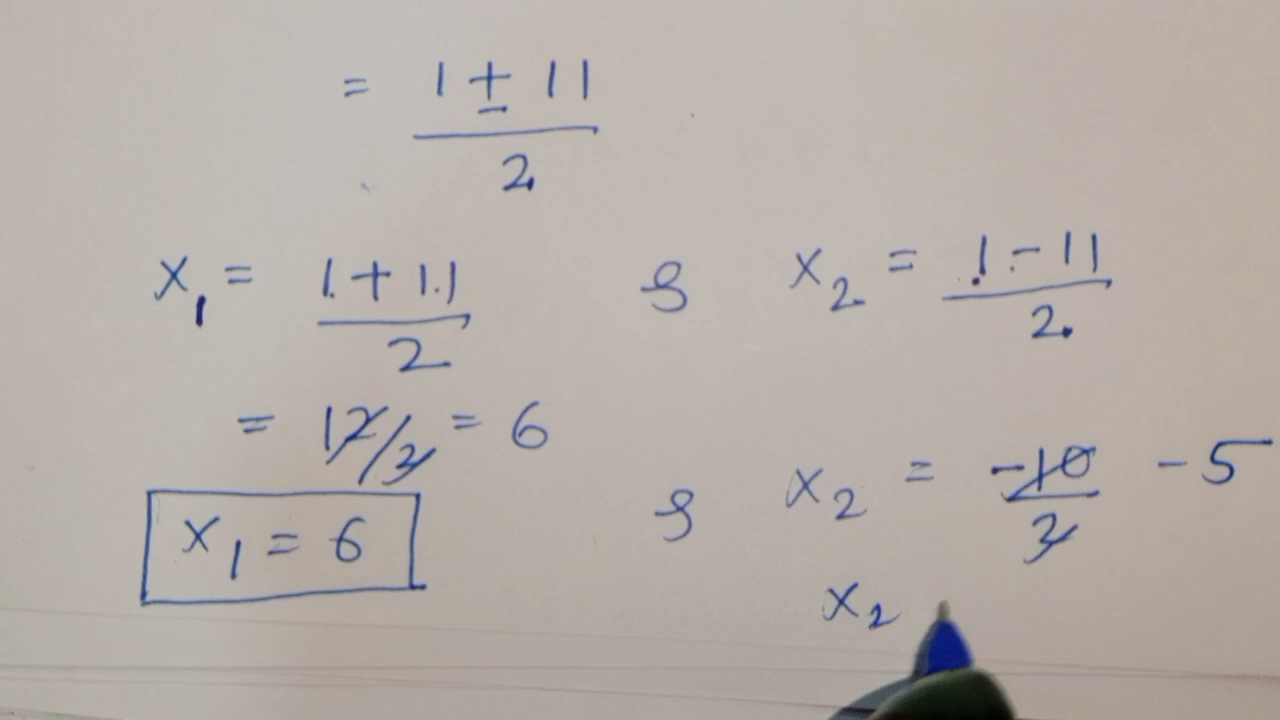 = 1 ± 11 / 2
x₁ = 1 + 11 / 2 & x₂ = 1 - 11 / 2
= 12/2 = 6
& x₂ = -10 / 2 - 5
x₁ = 6
x₂